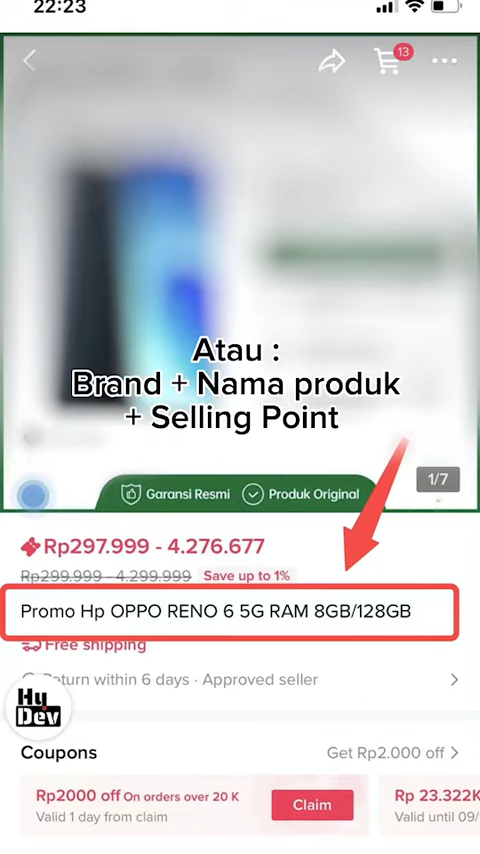 22:23
13
Atau :
Brand + Nama produk
+ Selling Point
1/7
Garansi Resmi Produk Original
Rp297.999 - 4.276.677
Rp299.999 - 4.299.999 Save up to 1%
Promo Hp OPPO RENO 6 5G RAM 8GB/128GB
Free shipping
Return within 6 days · Approved seller
Hy
Dev
Coupons
Get Rp2.000 off
Rp2000 off On orders over 20 K
Valid 1 day from claim
Claim
Rp 23.322K
Valid until 09/